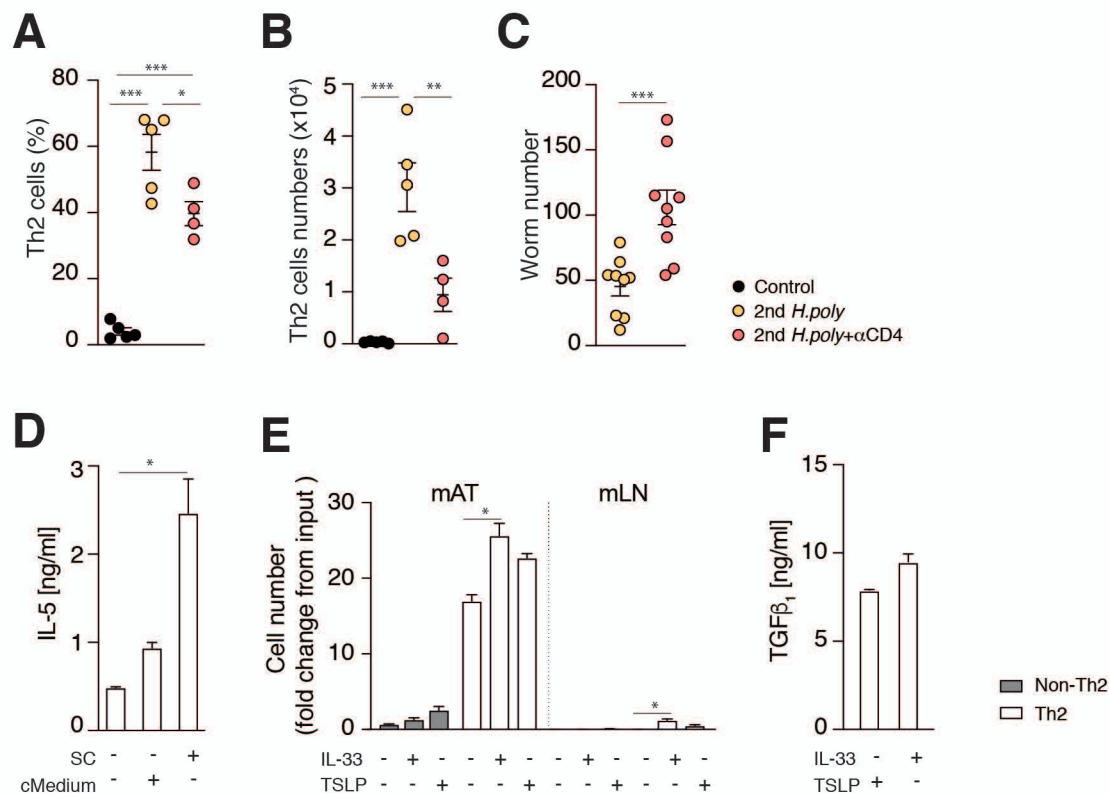 A
B
C
***
*** *
Th2 cells (%)
80
60
40
20
0
*** **
Th2 cells numbers (x10⁴)
5
4
3
2
1
0
***
Worm number
200
150
100
50
0
Control
2nd H.poly
2nd H.poly+αCD4
D
E
F
*
IL-5 [ng/ml]
3
2
1
0
SC - - +
cMedium - + -
mAT mLN
*
*
Cell number
(fold change from input )
30
20
10
0
IL-33 - + - - + - - + - - + -
TSLP - - + - - + - - + - - +
TGFβ₁ [ng/ml]
15
10
5
0
IL-33 - +
TSLP + -
Non-Th2
Th2